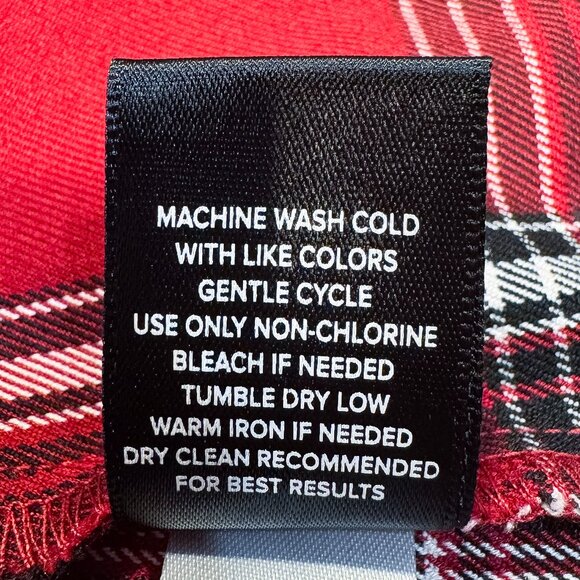 MACHINE WASH COLD
WITH LIKE COLORS
GENTLE CYCLE
USE ONLY NON-CHLORINE
BLEACH IF NEEDED
TUMBLE DRY LOW
WARM IRON IF NEEDED
DRY CLEAN RECOMMENDED
FOR BEST RESULTS